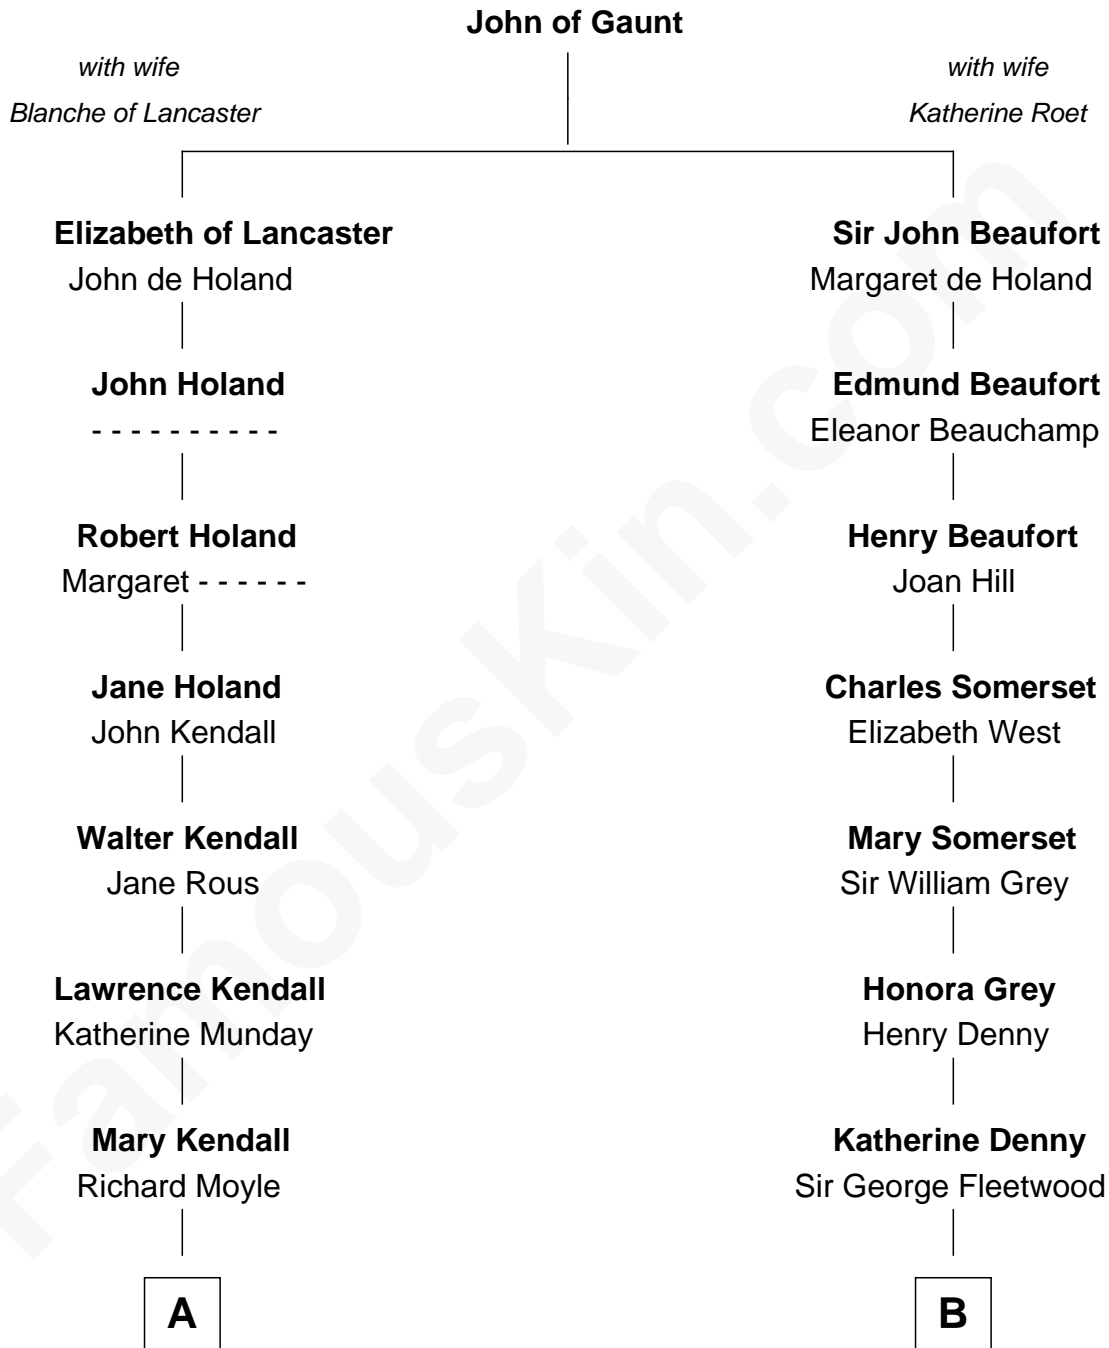 John of Gaunt
with wife
Blanche of Lancaster
with wife
Katherine Roet
Elizabeth of Lancaster
John de Holand
Sir John Beaufort
Margaret de Holand
John Holand
- - - - - - - - - -
Edmund Beaufort
Eleanor Beauchamp
Robert Holand
Margaret - - - - - -
Henry Beaufort
Joan Hill
Jane Holand
John Kendall
Charles Somerset
Elizabeth West
Walter Kendall
Jane Rous
Mary Somerset
Sir William Grey
Lawrence Kendall
Katherine Munday
Honora Grey
Henry Denny
Mary Kendall
Richard Moyle
Katherine Denny
Sir George Fleetwood
A
B
FamousKin.com